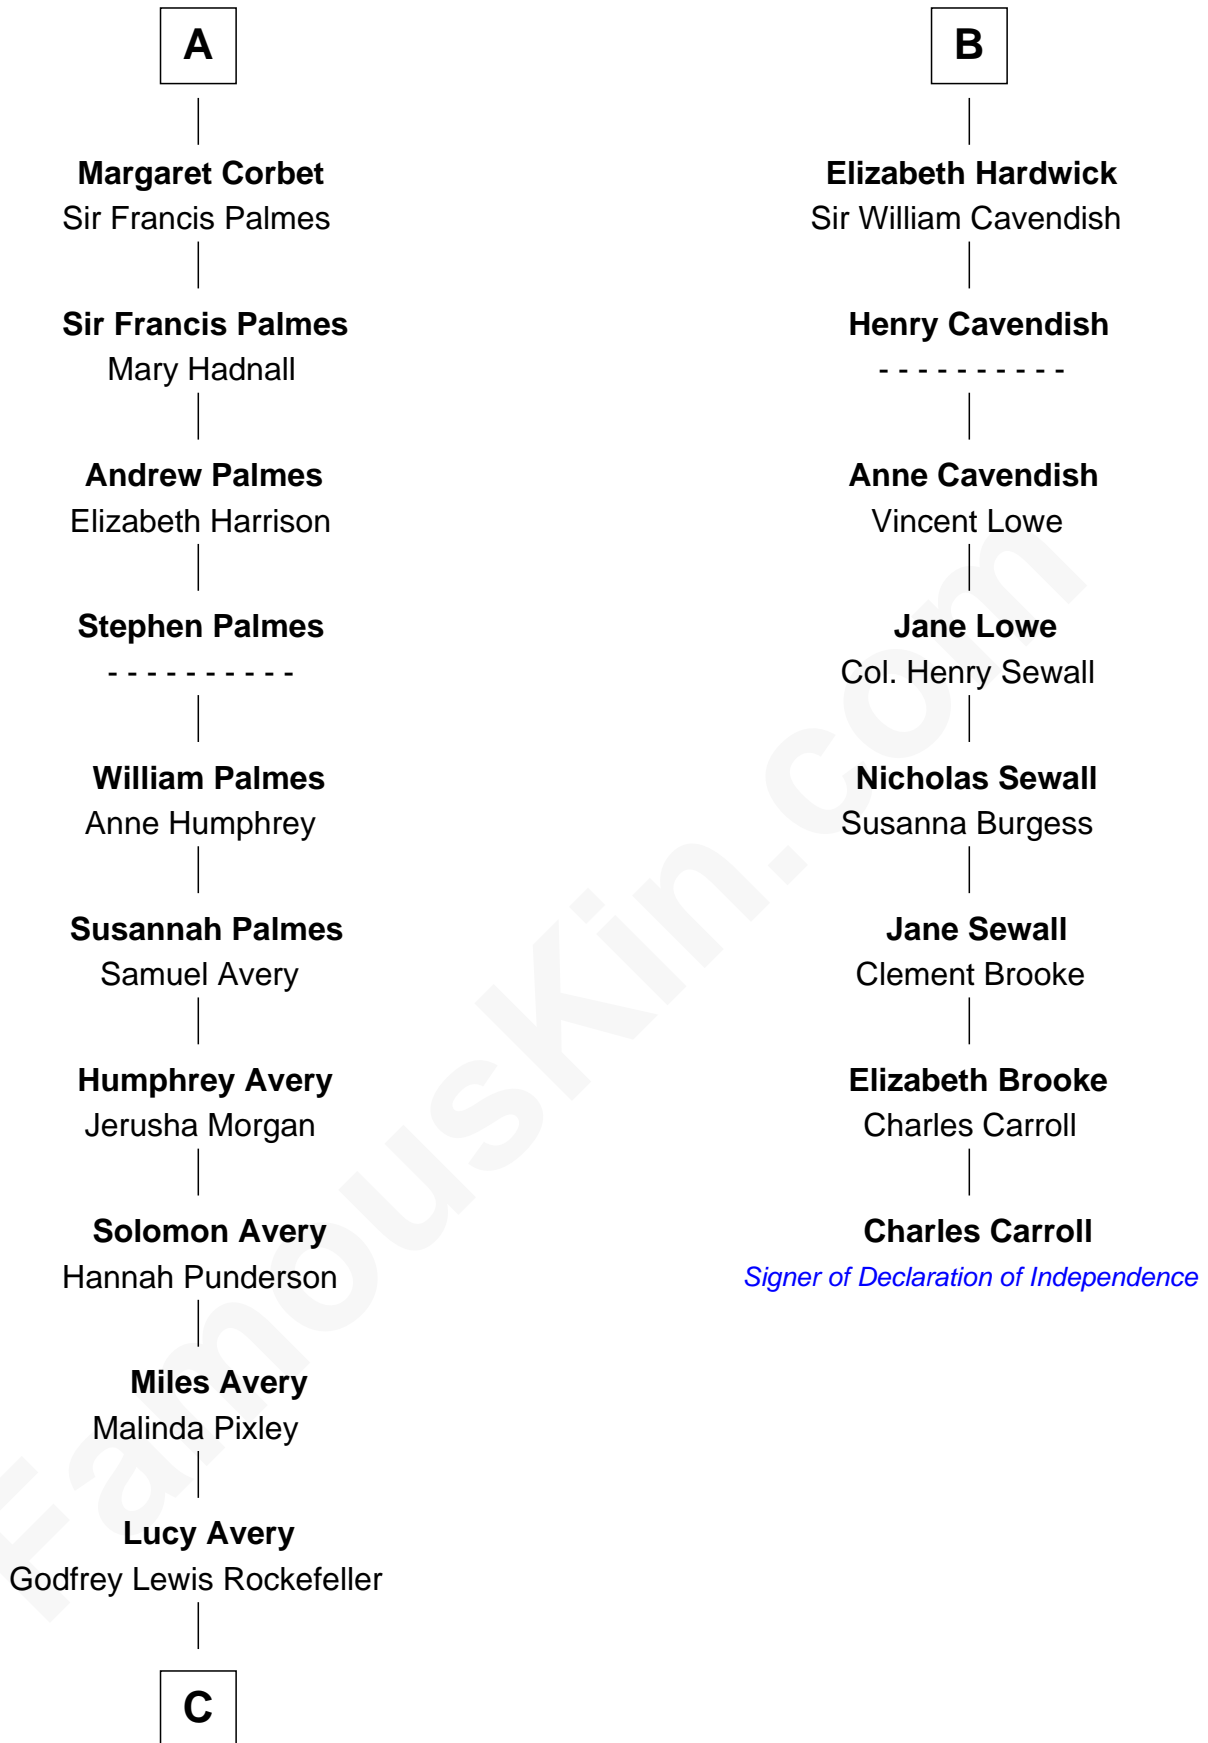 A
Margaret Corbet
Sir Francis Palmes
Sir Francis Palmes
Mary Hadnall
Andrew Palmes
Elizabeth Harrison
Stephen Palmes
- - - - - - - - - -
William Palmes
Anne Humphrey
Susannah Palmes
Samuel Avery
Humphrey Avery
Jerusha Morgan
Solomon Avery
Hannah Punderson
Miles Avery
Malinda Pixley
Lucy Avery
Godfrey Lewis Rockefeller
C
B
Elizabeth Hardwick
Sir William Cavendish
Henry Cavendish
- - - - - - - - - -
Anne Cavendish
Vincent Lowe
Jane Lowe
Col. Henry Sewall
Nicholas Sewall
Susanna Burgess
Jane Sewall
Clement Brooke
Elizabeth Brooke
Charles Carroll
Charles Carroll
Signer of Declaration of Independence
FamousKin.com